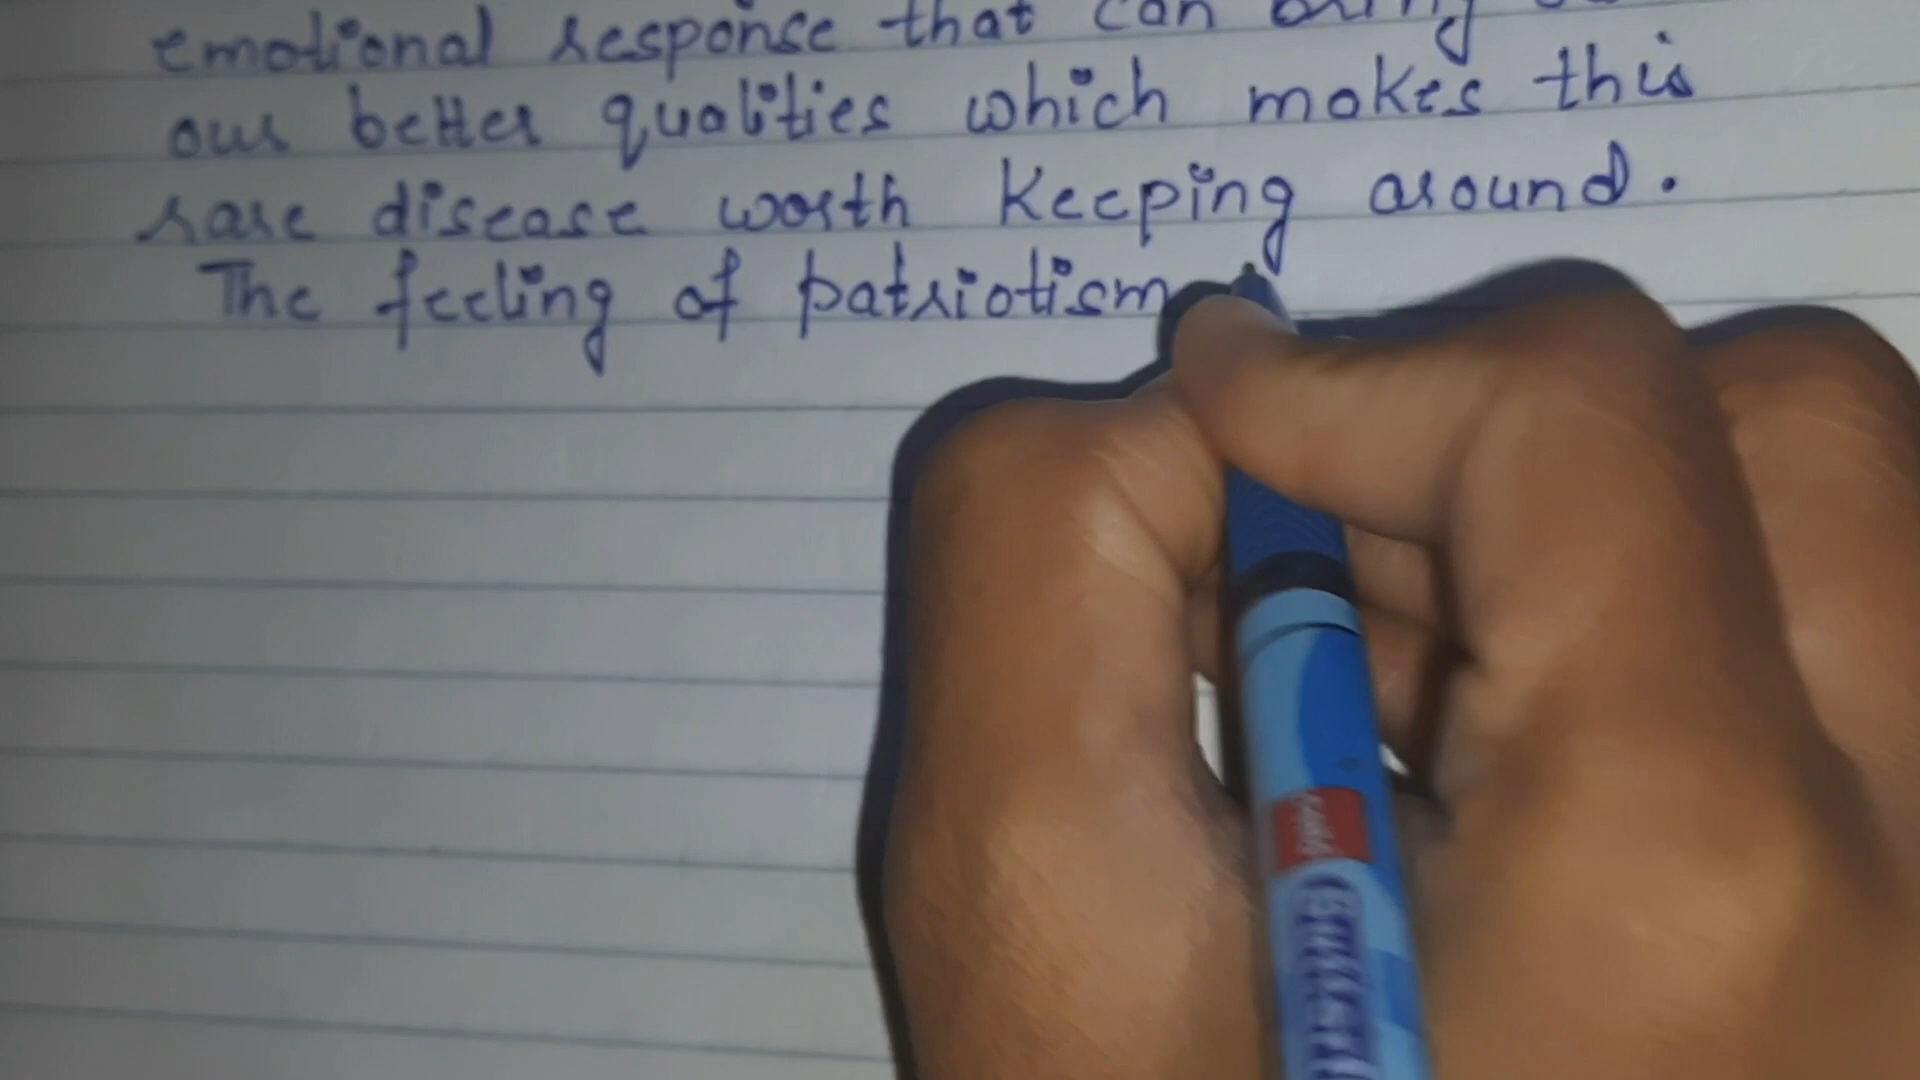 emotional response that can bring
our better qualities which makes this
rare disease worth keeping around.
The feeling of patriotism